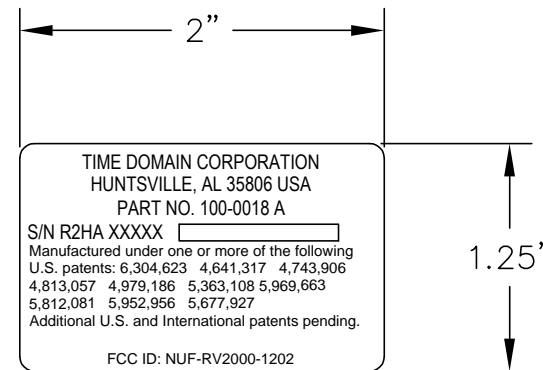 2”
TIME DOMAIN CORPORATION
HUNTSVILLE, AL 35806 USA
PART NO. 100-0018 A
S/N R2HA XXXXX
Manufactured under one or more of the following
U.S. patents: 6,304,623 4,641,317 4,743,906
4,813,057 4,979,186 5,363,108 5,969,663
5,812,081 5,952,956 5,677,927
Additional U.S. and International patents pending.
FCC ID: NUF-RV2000-1202
1.25’